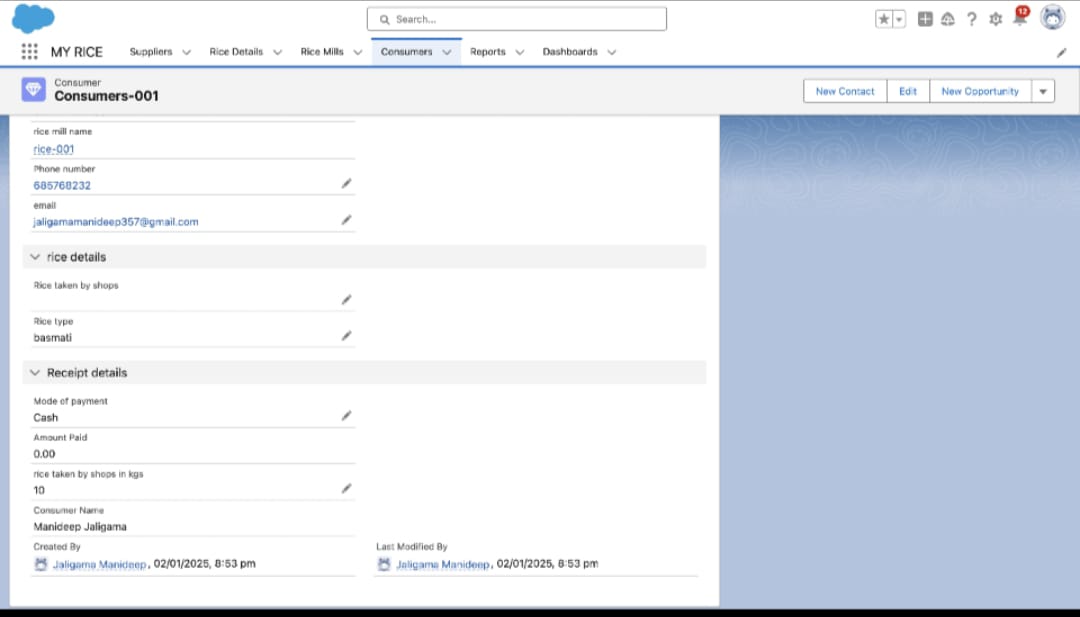 Search...
12
MY RICE Suppliers Rice Details Rice Mills Consumers Reports Dashboards
Consumer
Consumers-001
New Contact Edit New Opportunity
rice mill name
rice-001
Phone number
685768232
email
jaligamamanideep357@gmail.com
rice details
Rice taken by shops
Rice type
basmati
Receipt details
Mode of payment
Cash
Amount Paid
0.00
rice taken by shops in kgs
10
Consumer Name
Manideep Jaligama
Created By Last Modified By
Jaligama Manideep, 02/01/2025, 8:53 pm Jaligama Manideep, 02/01/2025, 8:53 pm